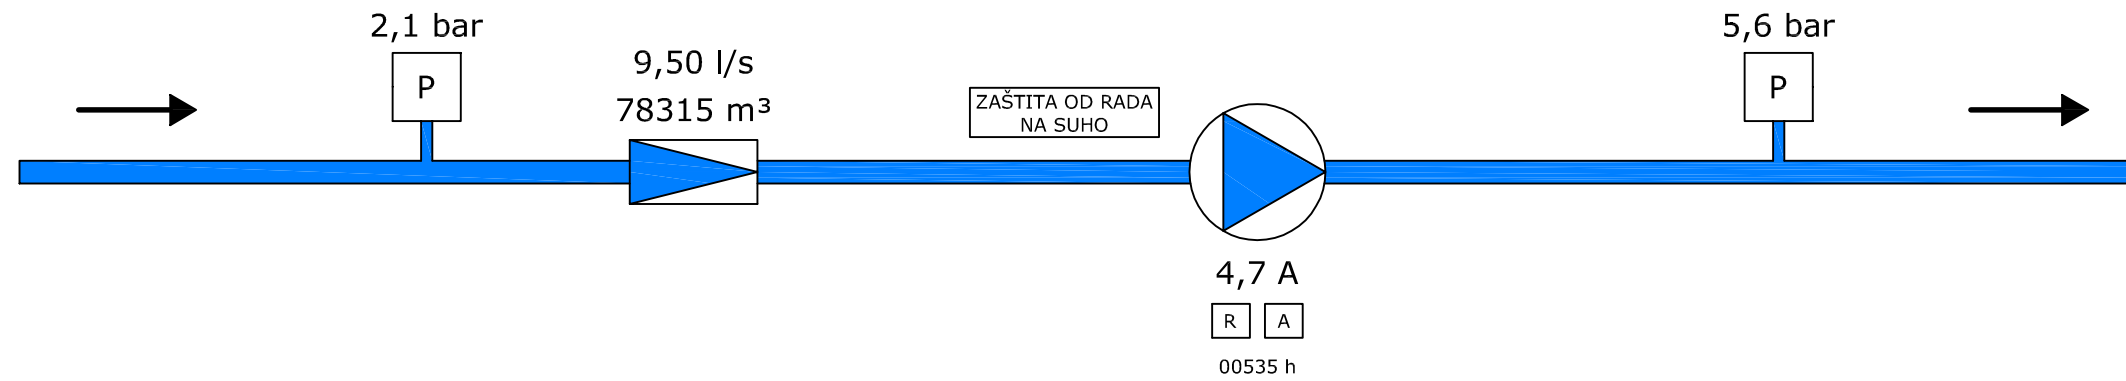 2,1 bar
P
9,50 l/s
78315 m³
ZAŠTITA OD RADA
NA SUHO
4,7 A
R A
00535 h
5,6 bar
P